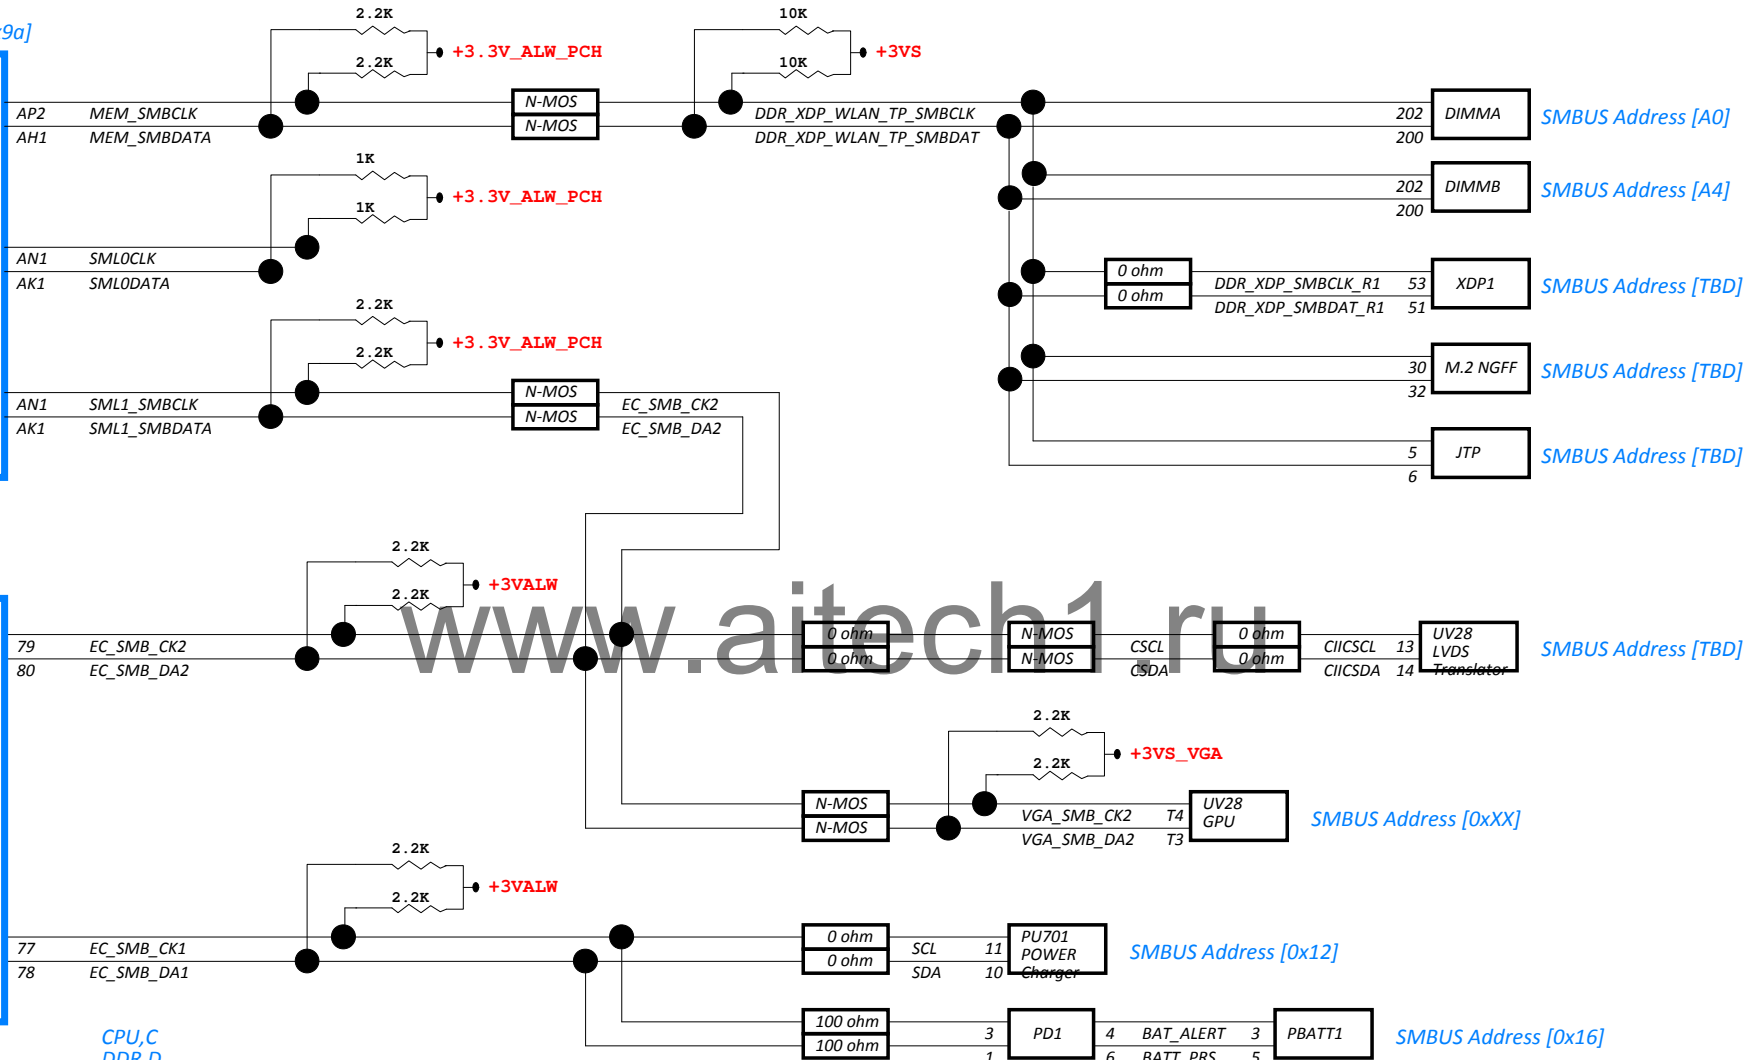 9a]
2.2K
2.2K
+3.3V_ALW_PCH
10K
10K
+3VS
AP2 MEM_SMBCLK
AH1 MEM_SMBDATA
N-MOS
N-MOS
DDR_XDP_WLAN_TP_SMBCLK
DDR_XDP_WLAN_TP_SMBDAT
202
200
DIMMA
SMBUS Address [A0]
1K
1K
+3.3V_ALW_PCH
202
200
DIMMB
SMBUS Address [A4]
AN1 SML0CLK
AK1 SML0DATA
0 ohm
0 ohm
DDR_XDP_SMBCLK_R1 53
DDR_XDP_SMBDAT_R1 51
XDP1
SMBUS Address [TBD]
2.2K
2.2K
+3.3V_ALW_PCH
30
32
M.2 NGFF
SMBUS Address [TBD]
AN1 SML1_SMBCLK
AK1 SML1_SMBDATA
N-MOS
N-MOS
EC_SMB_CK2
EC_SMB_DA2
5
6
JTP
SMBUS Address [TBD]
2.2K
2.2K
+3VALW
www.aitech1.ru
79 EC_SMB_CK2
80 EC_SMB_DA2
0 ohm
0 ohm
N-MOS
N-MOS
CSCL
CSDA
0 ohm
0 ohm
CIICSCL 13
CIICSDA 14
UV28
LVDS
Translator
SMBUS Address [TBD]
2.2K
2.2K
+3VS_VGA
N-MOS
N-MOS
VGA_SMB_CK2 T4
VGA_SMB_DA2 T3
UV28
GPU
SMBUS Address [0xXX]
2.2K
2.2K
+3VALW
77 EC_SMB_CK1
78 EC_SMB_DA1
0 ohm
0 ohm
SCL 11
SDA 10
PU701
POWER
Charger
SMBUS Address [0x12]
100 ohm
100 ohm
3
1
PD1
4 BAT_ALERT 3
6 BATT_PRS 5
PBATT1
SMBUS Address [0x16]
CPU,C
DDR,D